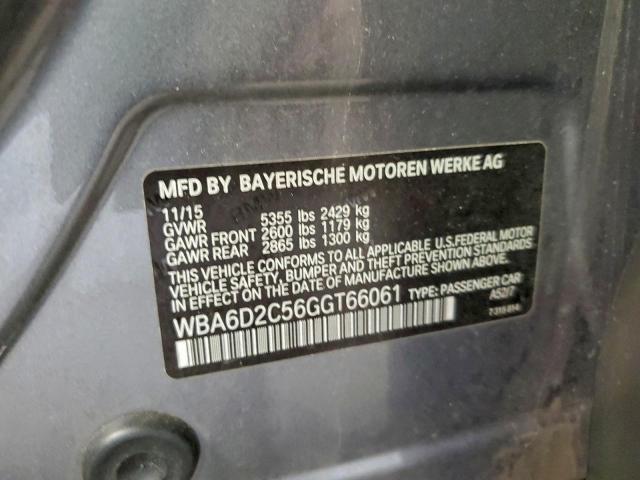 MFD BY BAYERISCHE MOTOREN WERKE AG
11/15
GVWR 5355 lbs 2429 kg
GAWR FRONT 2600 lbs 1179 kg
GAWR REAR 2865 lbs 1300 kg
THIS VEHICLE CONFORMS TO ALL APPLICABLE U.S.FEDERAL MOTOR
VEHICLE SAFETY, BUMPER AND THEFT PREVENTION STANDARDS
IN EFFECT ON THE DATE OF MANUFACTURE SHOWN ABOVE.
WBA6D2C56GGT66061 TYPE: PASSENGER CAR